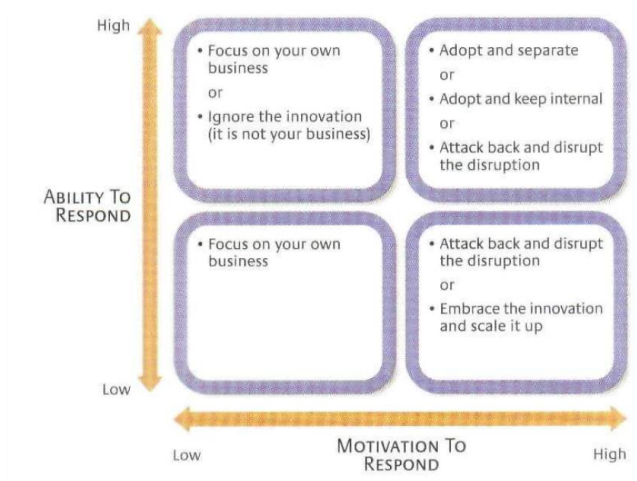 High
• Focus on your own
business
or
• Ignore the innovation
(it is not your business)
• Adopt and separate
or
• Adopt and keep internal
or
• Attack back and disrupt
the disruption
ABILITY TO
RESPOND
• Focus on your own
business
• Attack back and disrupt
the disruption
or
• Embrace the innovation
and scale it up
Low
Low
MOTIVATION TO
RESPOND
High